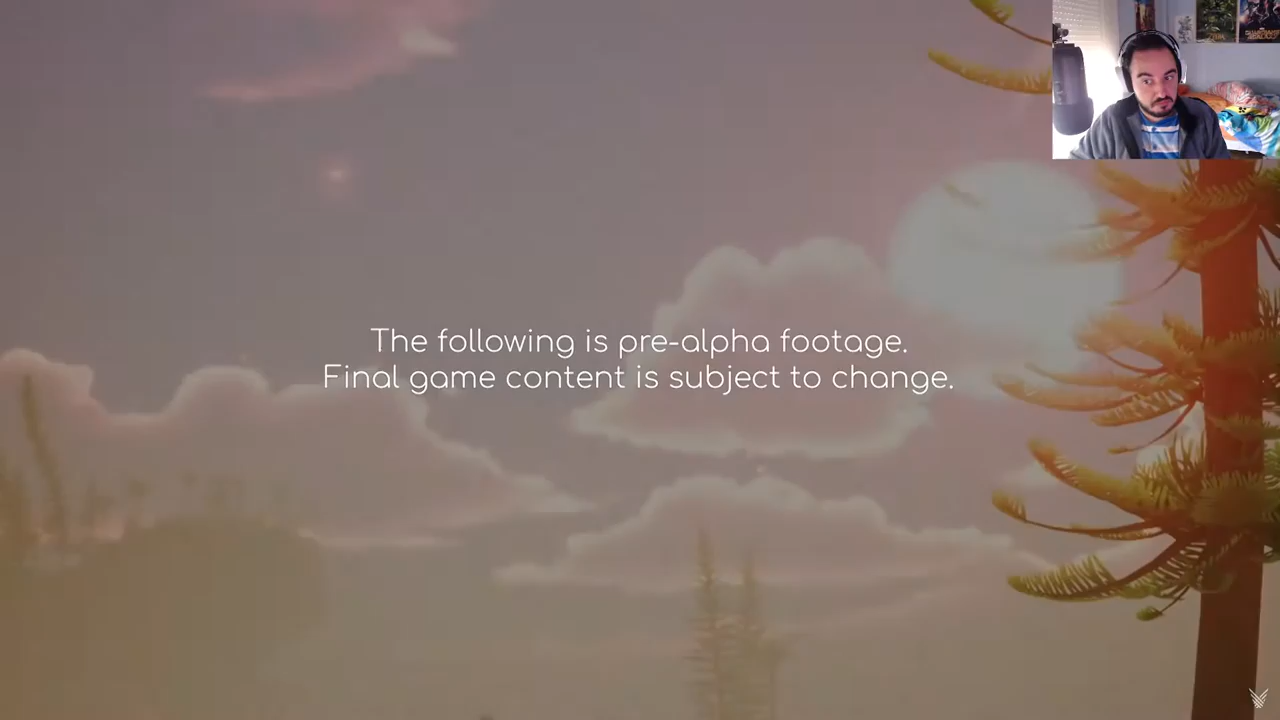 The following is pre-alpha footage.
Final game content is subject to change.